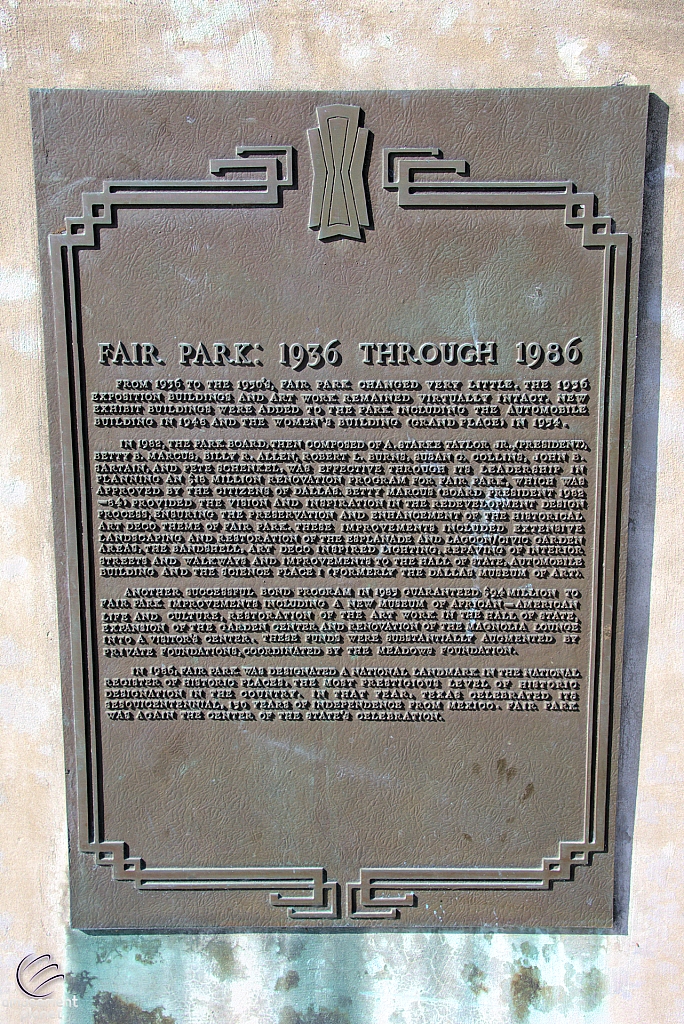 FAIR PARK: 1936 THROUGH 1986
FROM 1936 TO THE 1950'S, FAIR PARK CHANGED VERY LITTLE. THE 1936
EXPOSITION BUILDINGS AND ART WORK REMAINED VIRTUALLY INTACT. NEW
EXHIBIT BUILDINGS WERE ADDED TO THE PARK INCLUDING THE AUTOMOBILE
BUILDING IN 1948 AND THE WOMEN'S BUILDING (GRAND PLACE) IN 1954.
IN 1982, THE PARK BOARD, THEN COMPOSED OF A. STARKE TAYLOR JR. (PRESIDENT),
BETTY B. MARCUS, BILLY R. ALLEN, ROBERT L. BURNS, SUSAN O. COLLINS, JOHN B.
SARTAIN, AND PETE SCHENKEL, WAS EFFECTIVE THROUGH ITS LEADERSHIP IN
PLANNING AN $18 MILLION RENOVATION PROGRAM FOR FAIR PARK, WHICH WAS
APPROVED BY THE CITIZENS OF DALLAS. BETTY MARCUS (BOARD PRESIDENT 1982
—84) PROVIDED THE VISION AND INSPIRATION IN THE REDEVELOPMENT DESIGN
PROCESS, ENSURING THE PRESERVATION AND ENHANCEMENT OF THE HISTORICAL
ART DECO THEME OF FAIR PARK. THESE IMPROVEMENTS INCLUDED EXTENSIVE
LANDSCAPING AND RESTORATION OF THE ESPLANADE AND LAGOON/CIVIC GARDEN
AREAS, THE BANDSHELL, ART DECO INSPIRED LIGHTING, REPAVING OF INTERIOR
STREETS AND WALKWAYS AND IMPROVEMENTS TO THE HALL OF STATE, AUTOMOBILE
BUILDING AND THE SCIENCE PLACE I (FORMERLY THE DALLAS MUSEUM OF ART).
ANOTHER SUCCESSFUL BOND PROGRAM IN 1985 GUARANTEED MILLION TO
FAIR PARK IMPROVEMENTS INCLUDING A NEW MUSEUM OF AFRICAN—AMERICAN
LIFE AND CULTURE, RESTORATION OF THE ART WORK IN THE HALL OF STATE,
EXPANSION OF THE GARDEN CENTER AND RENOVATION OF THE MAGNOLIA LOUNGE
INTO A VISITOR'S CENTER. THESE FUNDS WERE SUBSTANTIALLY AUGMENTED BY
PRIVATE FOUNDATIONS, COORDINATED BY THE MEADOWS FOUNDATION.
IN 1986, FAIR PARK WAS DESIGNATED A NATIONAL LANDMARK IN THE NATIONAL
REGISTER OF HISTORIC PLACES, THE MOST PRESTIGIOUS LEVEL OF HISTORIC
DESIGNATION IN THE COUNTRY. IN THAT YEAR, TEXAS CELEBRATED ITS
SESQUICENTENNIAL, 150 YEARS OF INDEPENDENCE FROM MEXICO. FAIR PARK
WAS AGAIN THE CENTER OF THE STATE'S CELEBRATION.